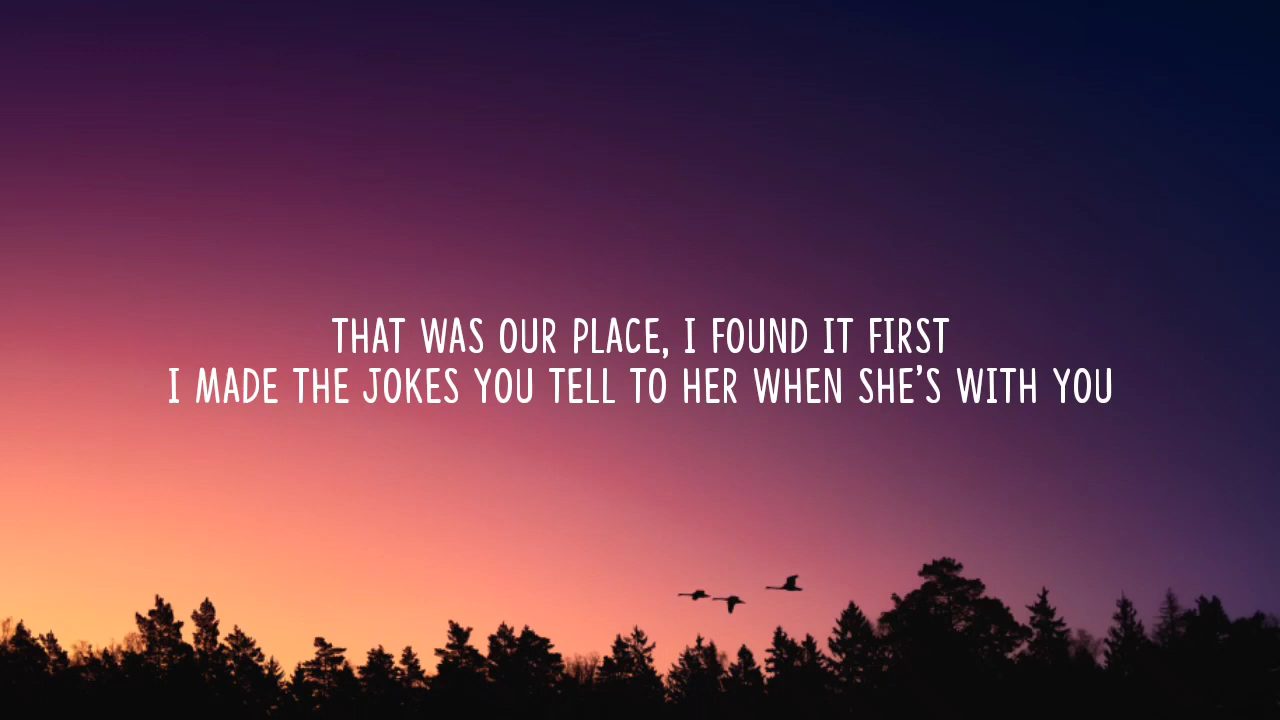 THAT WAS OUR PLACE, I FOUND IT FIRST
I MADE THE JOKES YOU TELL TO HER WHEN SHE’S WITH YOU